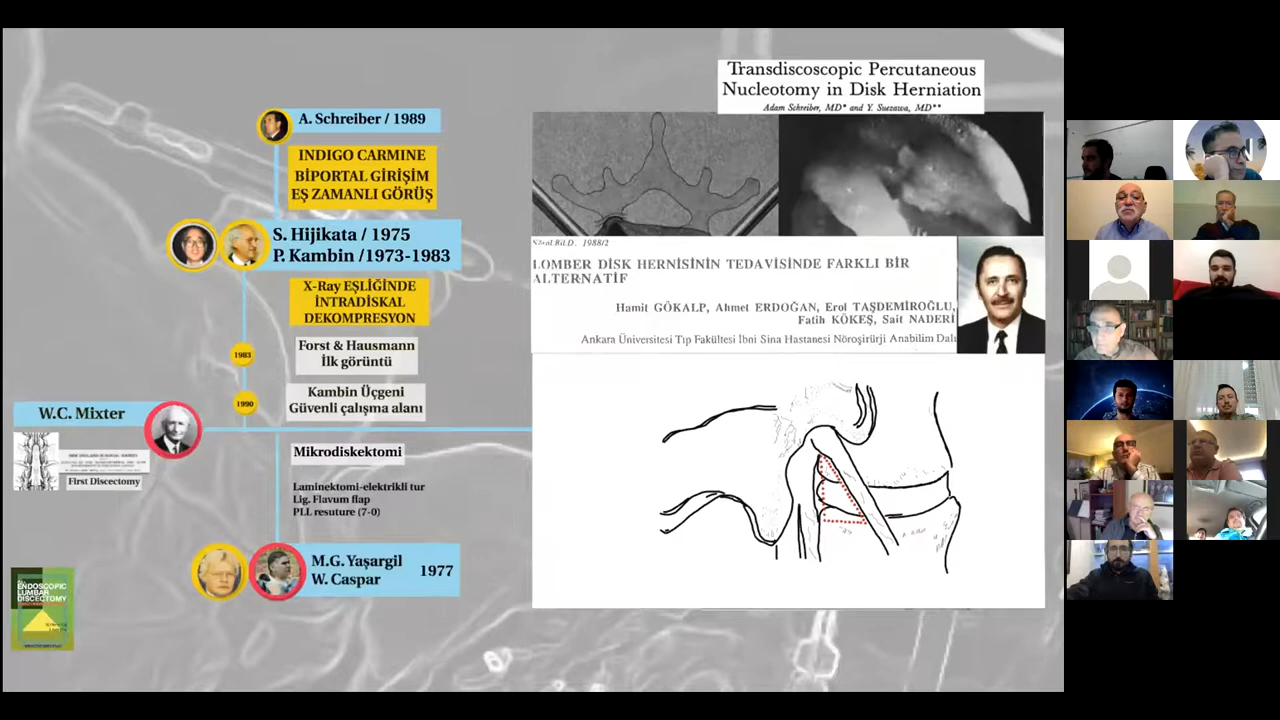 A. Schreiber / 1989
INDIGO CARMINE
BİPORTAL GİRİŞİM
EŞ ZAMANLI GÖRÜŞ
S. Hijikata / 1975
P. Kambin /1973-1983
X-Ray EŞLİĞİNDE
İNTRADİSKAL
DEKOMPRESYON
1983
Forst & Hausmann
İlk görüntü
1990
Kambin Üçgeni
Güvenli çalışma alanı
W.C. Mixter
First Discectomy
Mikrodiskektomi
Laminektomi-elektrikli tur
Lig. Flavum flap
PLL resuture (7-0)
M.G. Yaşargil
W. Caspar
1977
ENDOSCOPIC
LUMBAR
DISCECTOMY
Transdiscoscopic Percutaneous
Nucleotomy in Disk Herniation
Adam Schreiber, MD* and Y. Suezawa, MD**
1988/2
LOMBER DİSK HERNİSİNİN TEDAVİSİNDE FARKLI BİR
ALTERNATİF
Hamit GÖKALP, Ahmet ERDOĞAN, Erol TAŞDEMİROĞLU,
Fatih KÖKEŞ, Sait NADERİ
Ankara Üniversitesi Tıp Fakültesi İbni Sina Hastanesi Nöroşirürji Anabilim Dalı